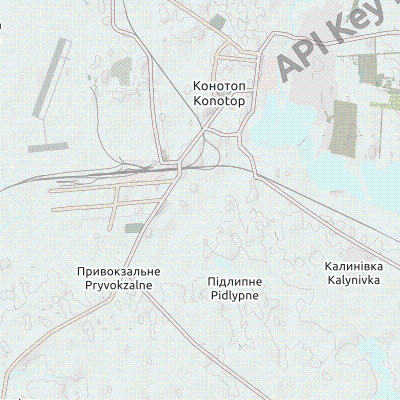 API Key
Конотоп
Konotop
Калинівка
Kalynivka
Привокзальне
Pryvokzalne
Підлипне
Pidlypne